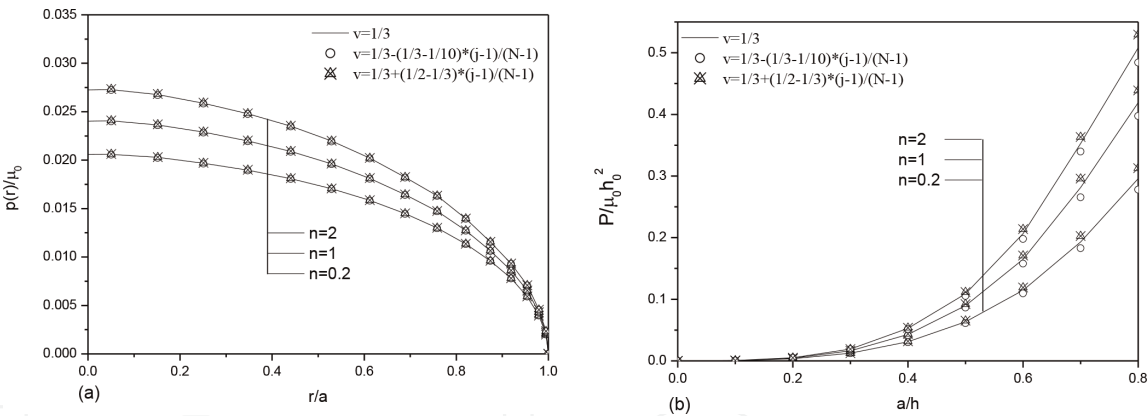 0.035
0.030
0.025
0.020
0.015
0.010
0.005
0.000
p(r)/μ₀
v=1/3
v=1/3-(1/3-1/10)*(j-1)/(N-1)
v=1/3+(1/2-1/3)*(j-1)/(N-1)
n=2
n=1
n=0.2
0.0 0.2 0.4 0.6 0.8 1.0
(a) r/a
0.5
0.4
0.3
0.2
0.1
0.0
P/μ₀h₀²
v=1/3
v=1/3-(1/3-1/10)*(j-1)/(N-1)
v=1/3+(1/2-1/3)*(j-1)/(N-1)
n=2
n=1
n=0.2
0.0 0.1 0.2 0.3 0.4 0.5 0.6 0.7 0.8
(b) a/h